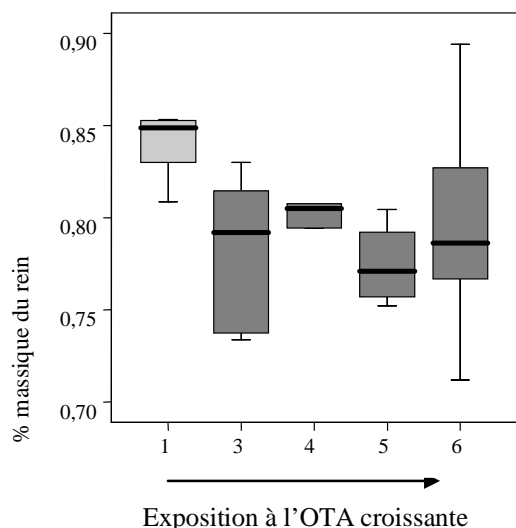 0,90
0,85
0,80
0,75
0,70
% massique du rein
1 3 4 5 6
Exposition à l’OTA croissante